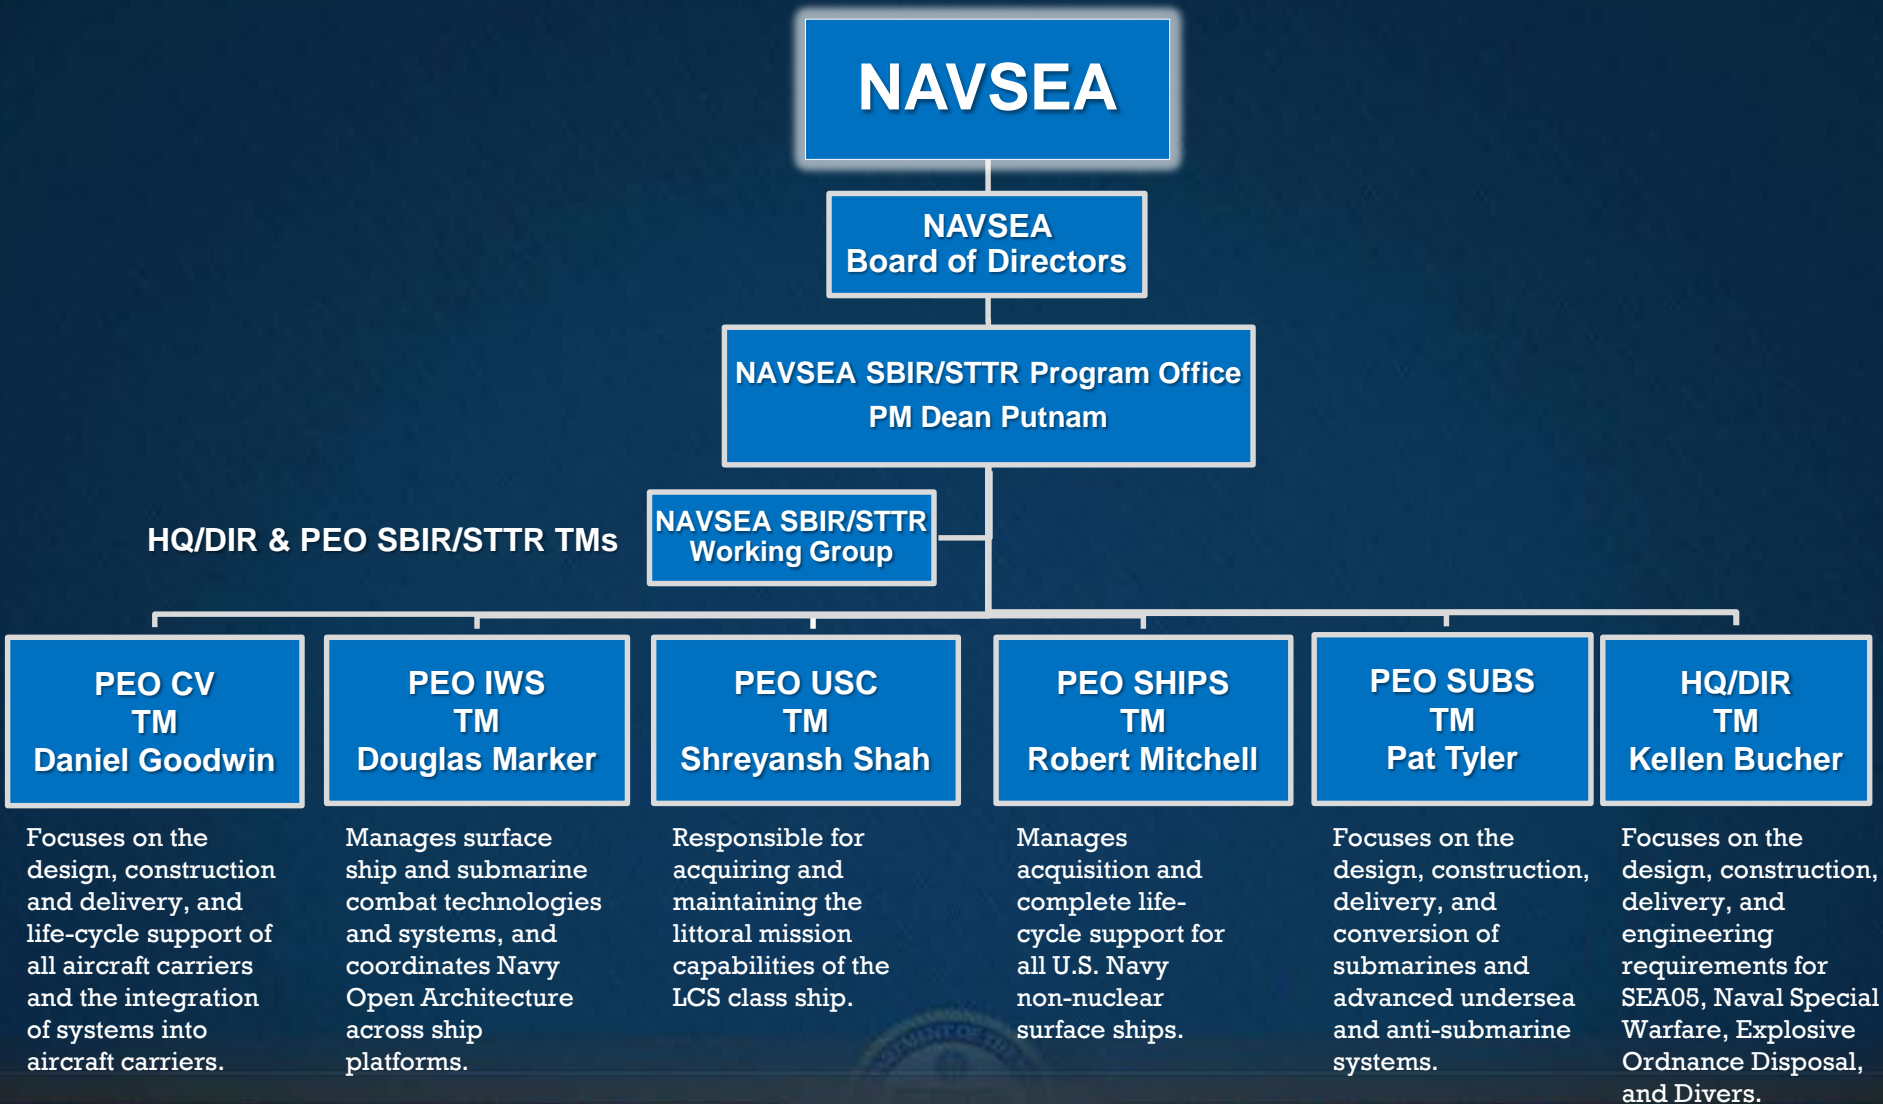 NAVSEA
NAVSEA
Board of Directors
NAVSEA SBIR/STTR Program Office
PM Dean Putnam
HQ/DIR & PEO SBIR/STTR TMs
NAVSEA SBIR/STTR
Working Group
PEO CV
TM
Daniel Goodwin
Focuses on the
design, construction
and delivery, and
life-cycle support of
all aircraft carriers
and the integration
of systems into
aircraft carriers.
PEO IWS
TM
Douglas Marker
Manages surface
ship and submarine
combat technologies
and systems, and
coordinates Navy
Open Architecture
across ship
platforms.
PEO USC
TM
Shreyansh Shah
Responsible for
acquiring and
maintaining the
littoral mission
capabilities of the
LCS class ship.
PEO SHIPS
TM
Robert Mitchell
Manages
acquisition and
complete life-
cycle support for
all U.S. Navy
non-nuclear
surface ships.
PEO SUBS
TM
Pat Tyler
Focuses on the
design, construction,
delivery, and
conversion of
submarines and
advanced undersea
and anti-submarine
systems.
HQ/DIR
TM
Kellen Bucher
Focuses on the
design, construction,
delivery, and
engineering
requirements for
SEA05, Naval Special
Warfare, Explosive
Ordnance Disposal,
and Divers.